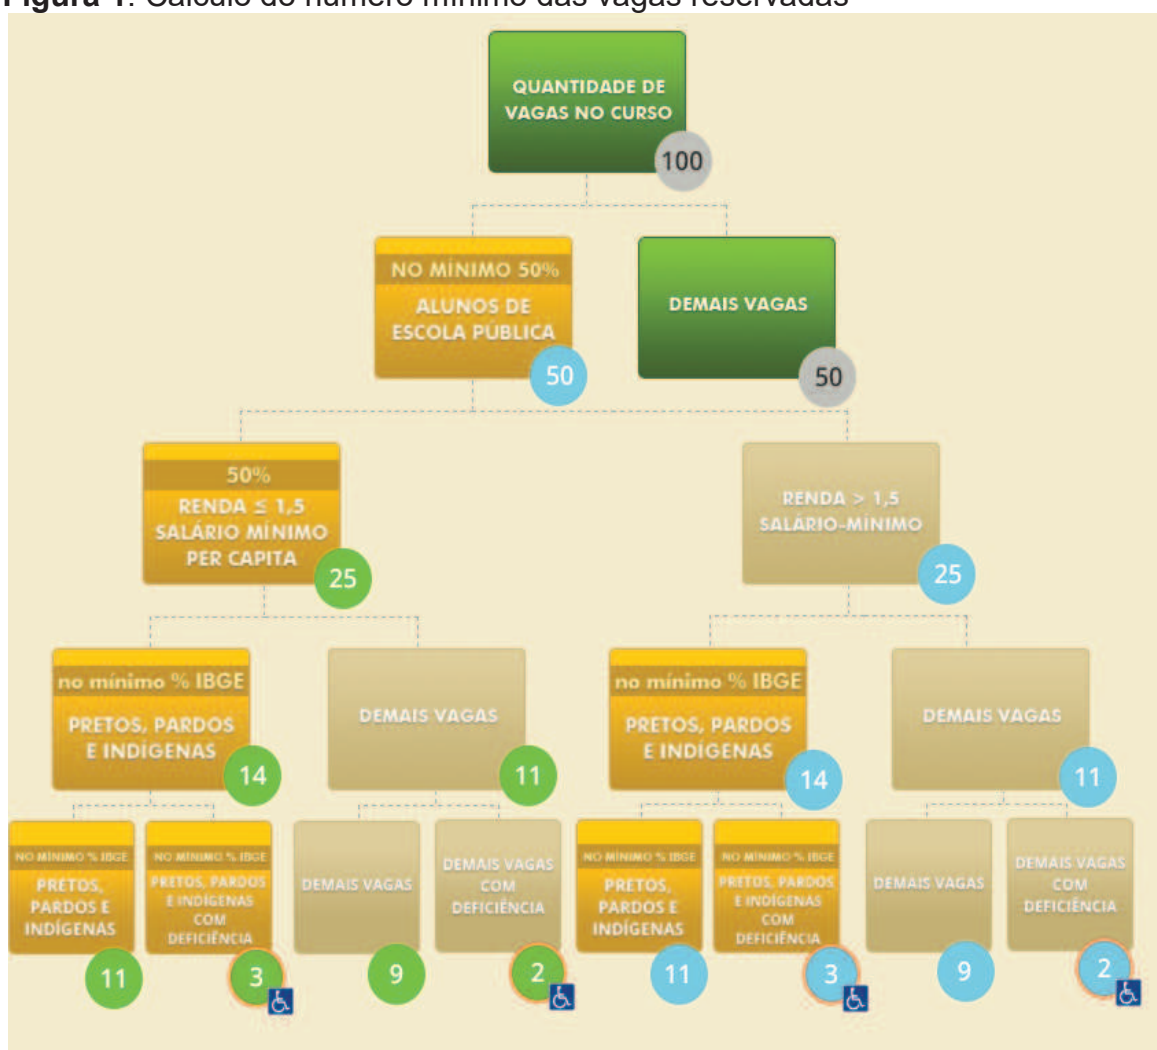 Figura 1. Cálculo do número mínimo das vagas reservadas
QUANTIDADE DE
VAGAS NO CURSO
100
NO MÍNIMO 50%
ALUNOS DE
ESCOLA PÚBLICA
50
DEMAIS VAGAS
50
50%
RENDA ≤ 1,5
SALÁRIO MÍNIMO
PER CAPITA
25
RENDA > 1,5
SALÁRIO-MÍNIMO
25
no mínimo % IBGE
PRETOS, PARDOS
E INDÍGENAS
14
DEMAIS VAGAS
11
no mínimo % IBGE
PRETOS, PARDOS
E INDÍGENAS
14
DEMAIS VAGAS
11
NO MÍNIMO % IBGE
PRETOS,
PARDOS E
INDÍGENAS
11
NO MÍNIMO % IBGE
PRETOS, PARDOS
E INDÍGENAS
COM
DEFICIÊNCIA
3
DEMAIS VAGAS
9
DEMAIS VAGAS
COM
DEFICIÊNCIA
2
NO MÍNIMO % IBGE
PRETOS,
PARDOS E
INDÍGENAS
11
NO MÍNIMO % IBGE
PRETOS, PARDOS
E INDÍGENAS
COM
DEFICIÊNCIA
3
DEMAIS VAGAS
9
DEMAIS VAGAS
COM
DEFICIÊNCIA
2